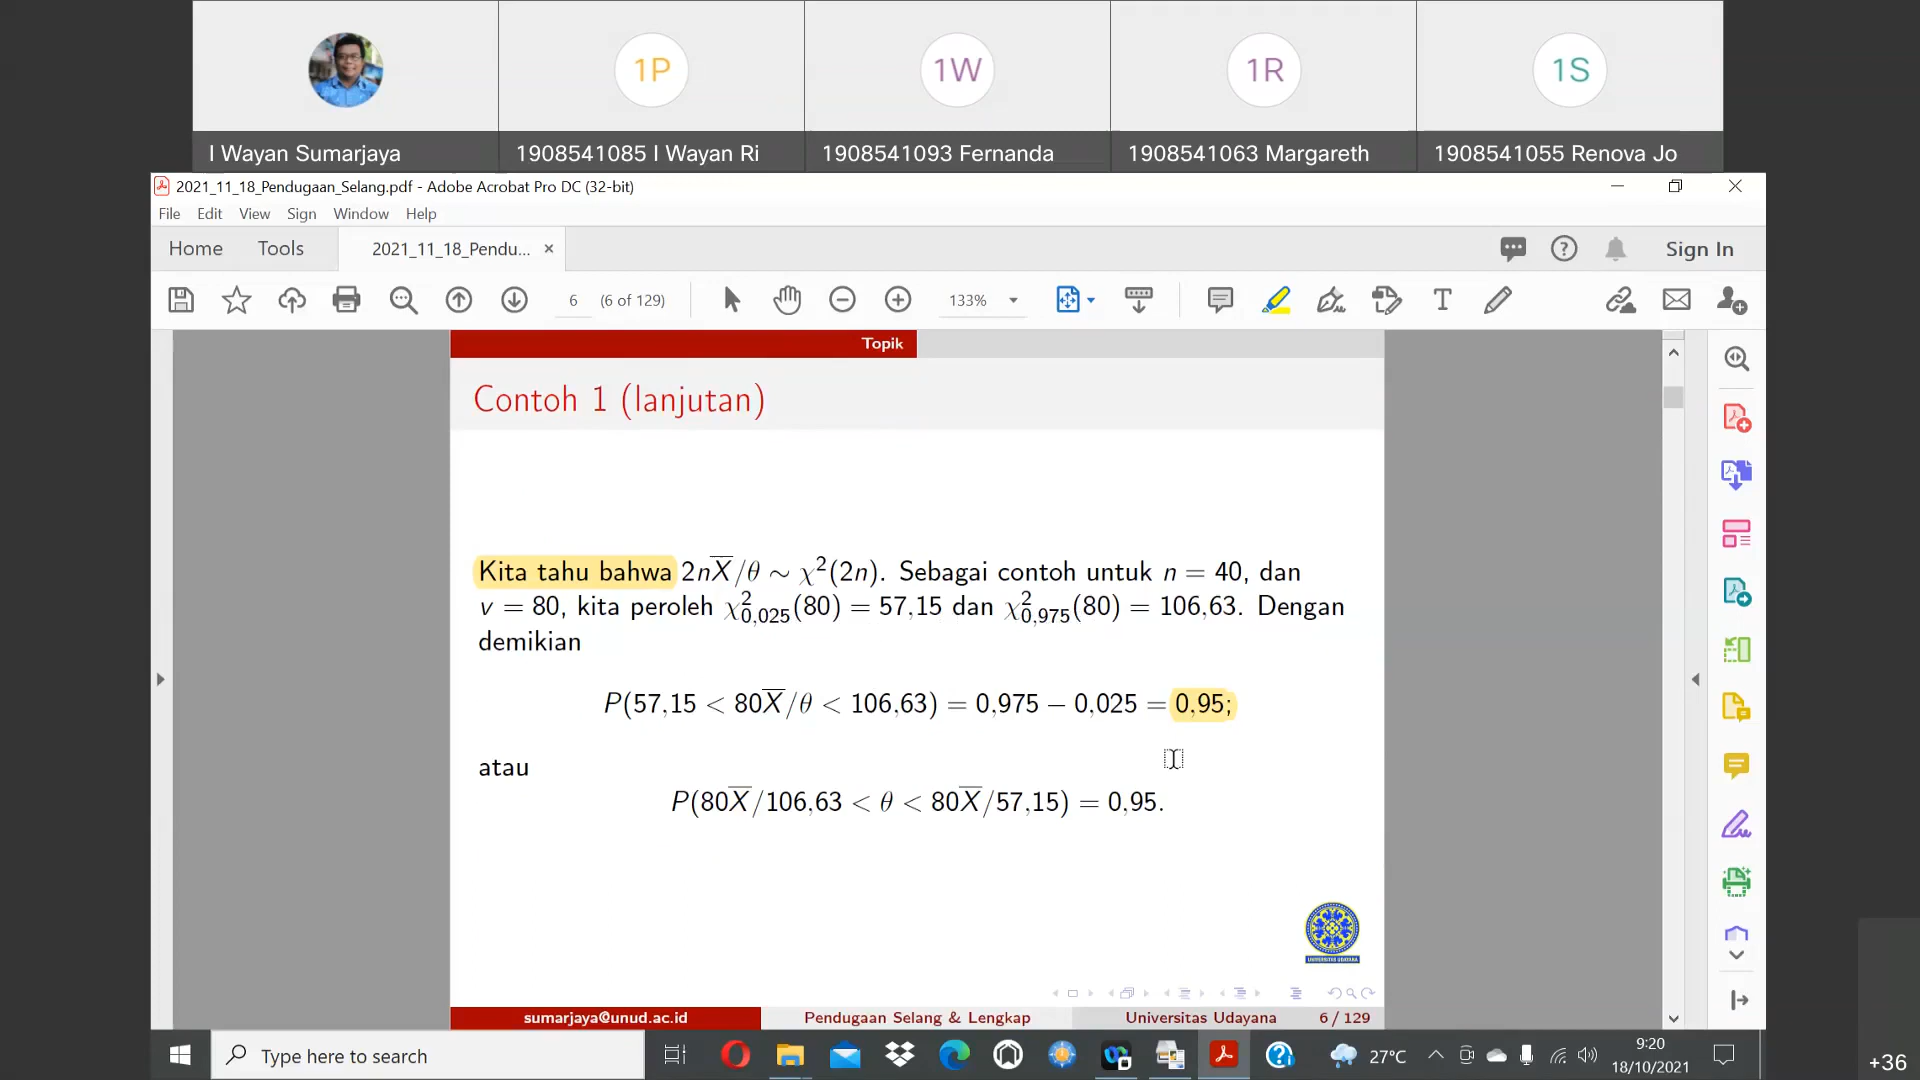 1P
1W
1R
1S
I Wayan Sumarjaya
1908541085 I Wayan Ri
1908541093 Fernanda
1908541063 Margareth
1908541055 Renova Jo
2021_11_18_Pendugaan_Selang.pdf - Adobe Acrobat Pro DC (32-bit)
File Edit View Sign Window Help
Home Tools 2021_11_18_Pendu... × Sign In
6 (6 of 129) 133%
Topik
Contoh 1 (lanjutan)
Kita tahu bahwa 2nX̅/θ ∼ χ²(2n). Sebagai contoh untuk n = 40, dan
v = 80, kita peroleh χ²₀,₀₂₅(80) = 57,15 dan χ²₀,₉₇₅(80) = 106,63. Dengan
demikian
P(57,15 < 80X̅/θ < 106,63) = 0,975 − 0,025 = 0,95;
atau
P(80X̅/106,63 < θ < 80X̅/57,15) = 0,95.
UNIVERSITAS UDAYANA
sumarjaya@unud.ac.id Pendugaan Selang & Lengkap Universitas Udayana 6 / 129
Type here to search
27°C
9:20
18/10/2021
+36